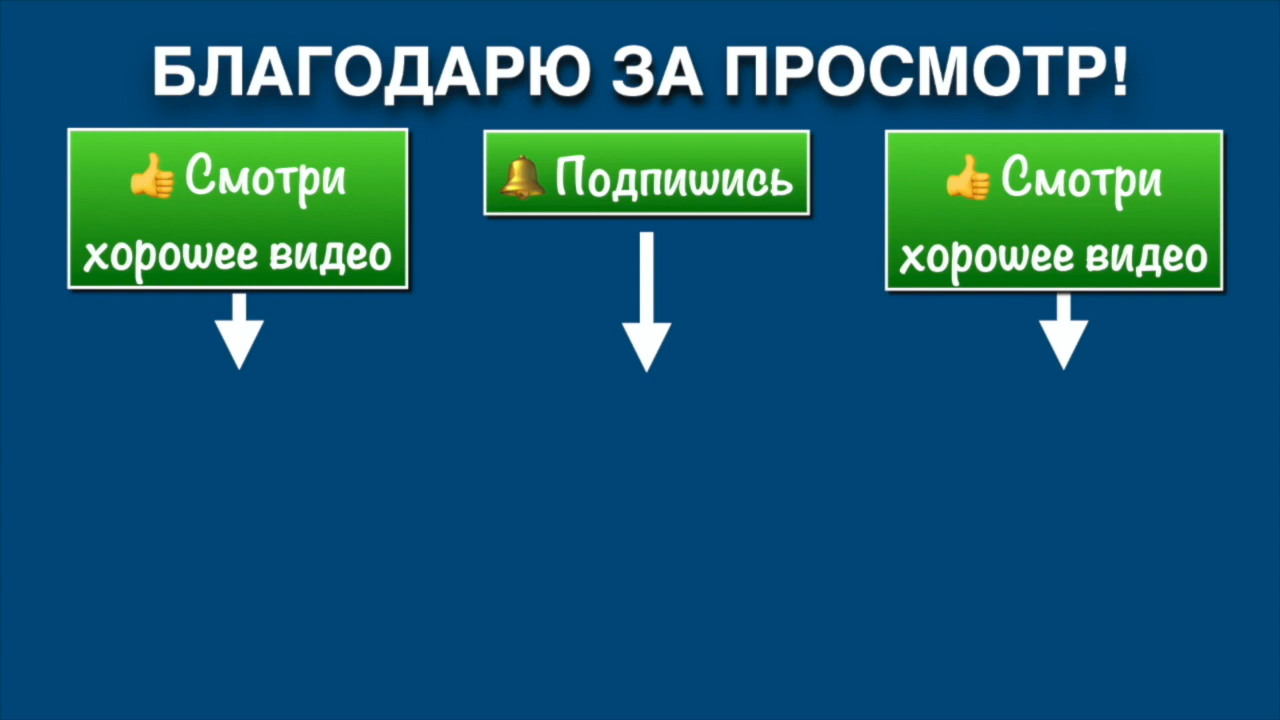 БЛАГОДАРЮ ЗА ПРОСМОТР!
👍 Смотри
хорошее видео
🔔 Подпишись
👍 Смотри
хорошее видео